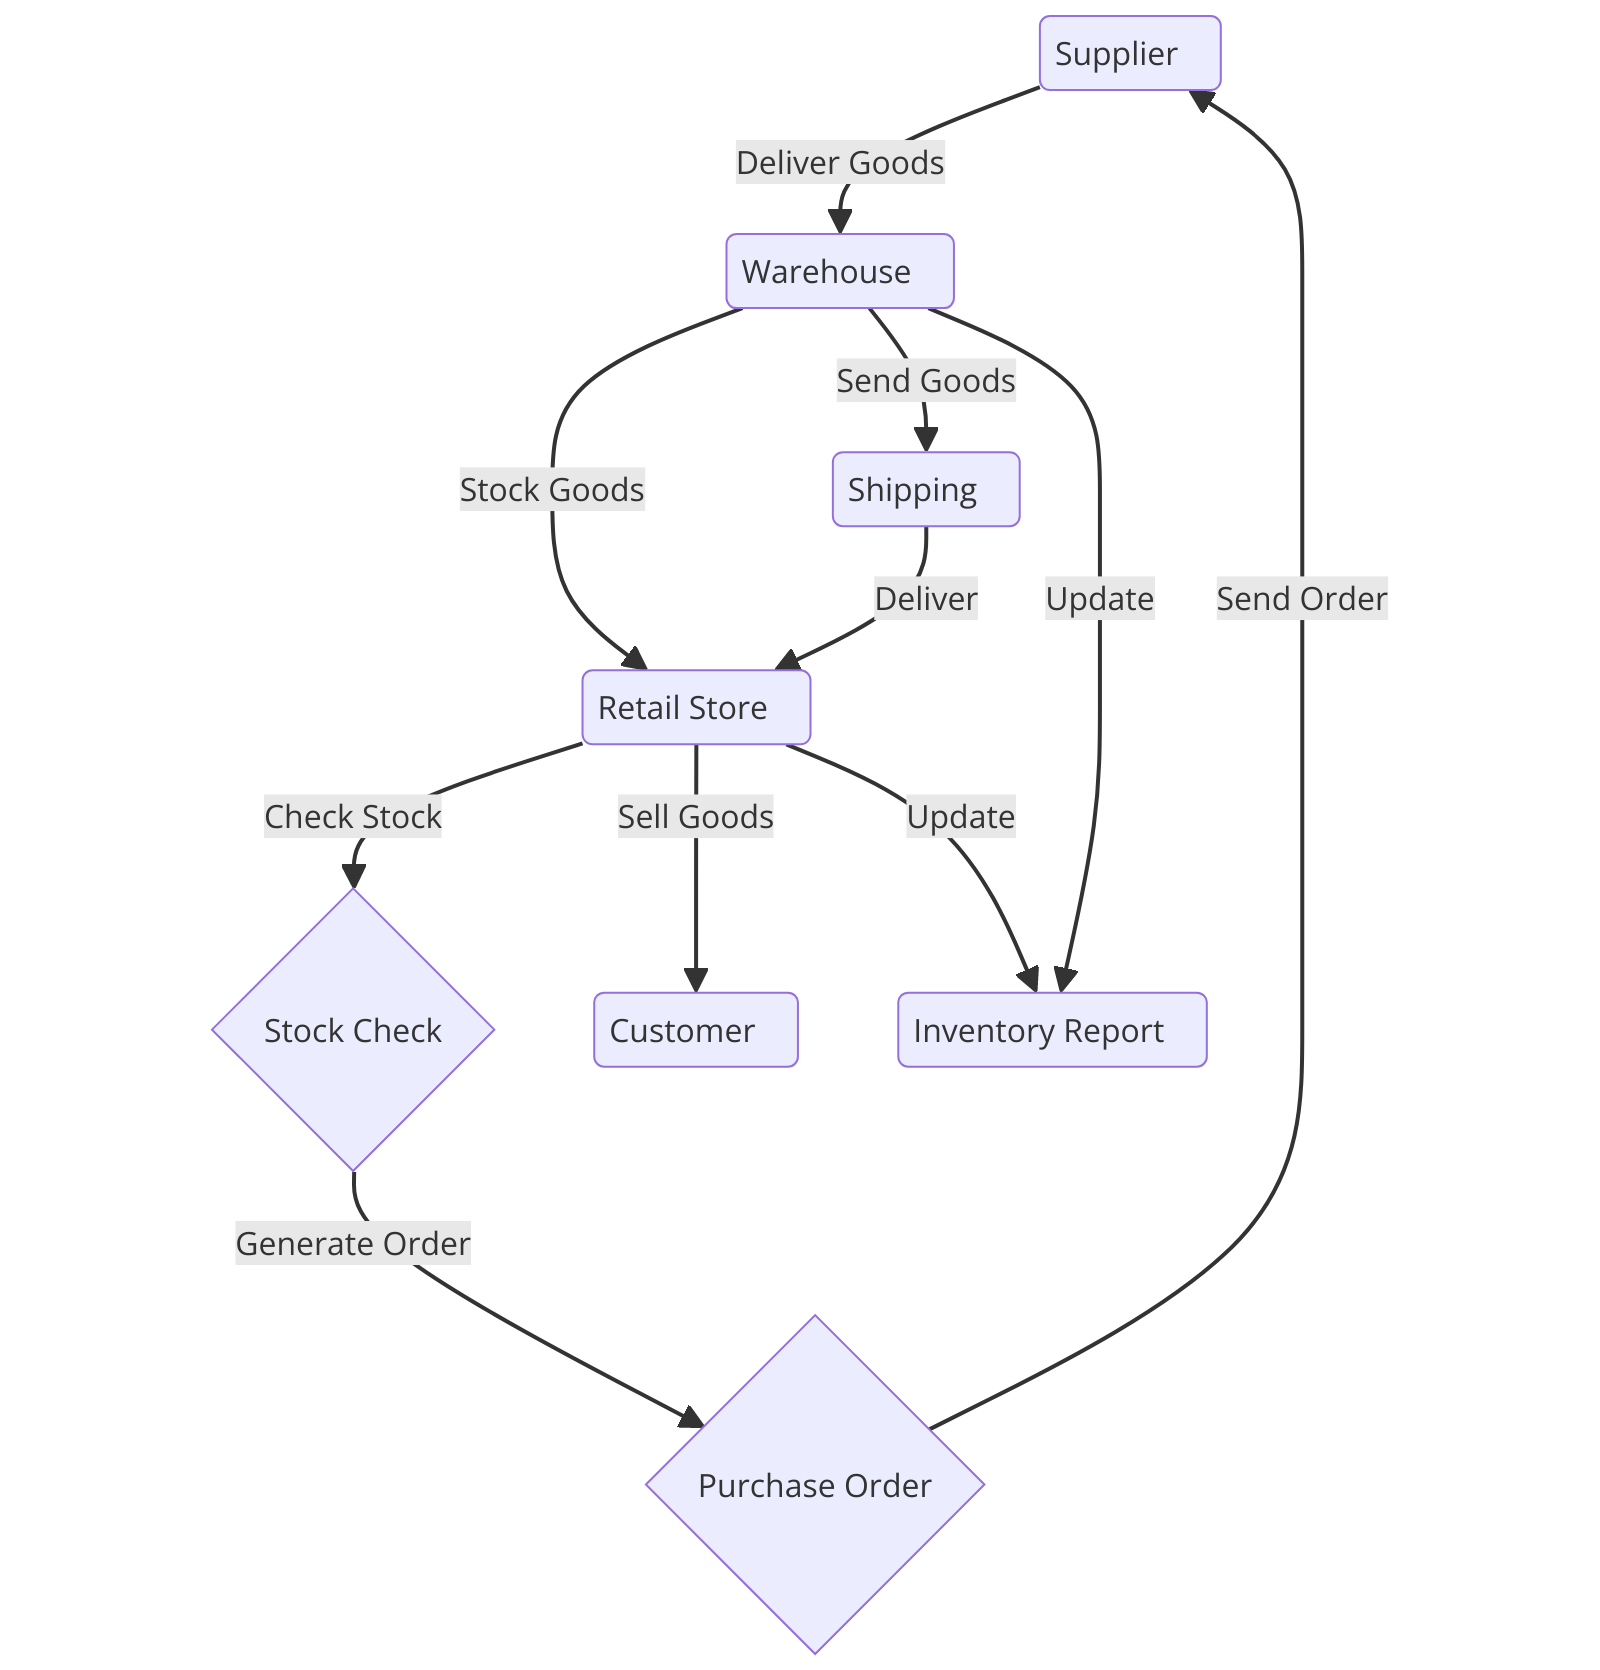 Supplier
Deliver Goods
Warehouse
Send Goods
Stock Goods
Shipping
Deliver
Update
Send Order
Retail Store
Check Stock
Sell Goods
Update
Stock Check
Customer
Inventory Report
Generate Order
Purchase Order